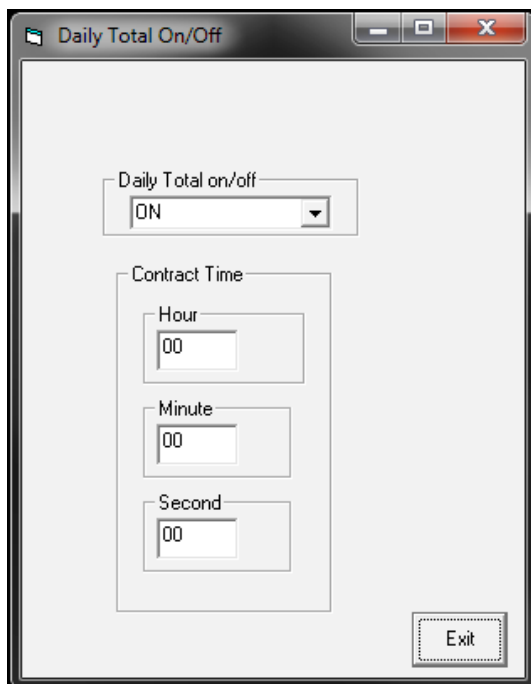 Daily Total On/Off
Daily Total on/off
ON
Contract Time
Hour
00
Minute
00
Second
00
Exit